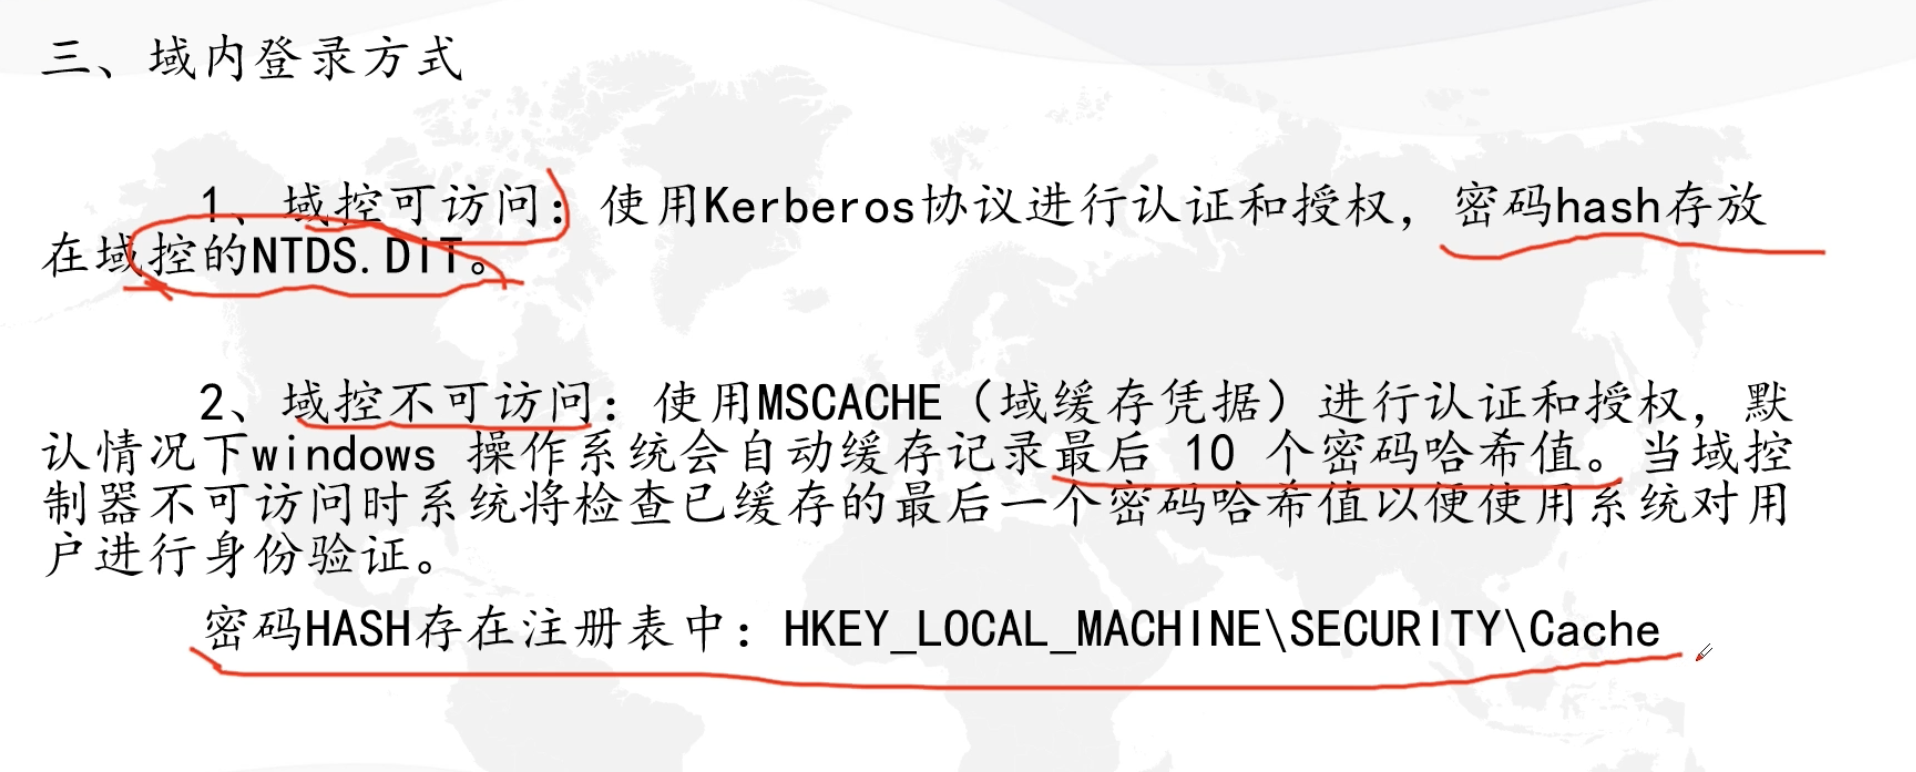 三、域内登录方式
1、域控可访问：使用Kerberos协议进行认证和授权，密码hash存放
在域控的NTDS.DIT。
2、域控不可访问：使用MSCACHE（域缓存凭据）进行认证和授权，默
认情况下windows 操作系统会自动缓存记录最后 10 个密码哈希值。当域控
制器不可访问时系统将检查已缓存的最后一个密码哈希值以便使用系统对用
户进行身份验证。
密码HASH存在注册表中：HKEY_LOCAL_MACHINE\SECURITY\Cache